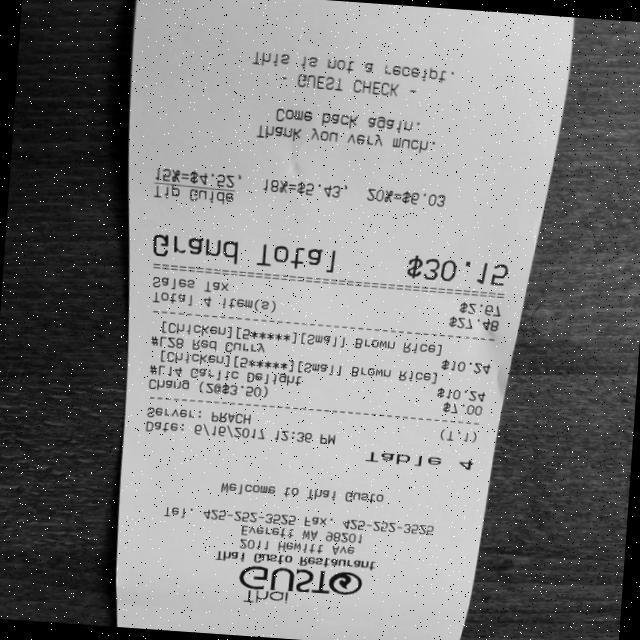 Thai
GUSTO
Thai Gusto Restaurant
2011 Hewitt Ave
Everett WA 98201
Tel. 425-252-3525 Fax. 425-252-3525
Welcome to Thai Gusto
Table 4
Date: 6/16/2017 12:36 PM
Server: PRACH (T.1)
Chang (2@$3.50) $7.00
#L14 Garlic Delight $10.24
[Chicken][5*****][Small Brown Rice]
#L28 Red Curry $10.24
[Chicken][5*****][Small Brown Rice]
Total 4 item(s) $27.48
Sales Tax $2.67
Grand Total $30.15
Tip Guide
15%=$4.52, 18%=$5.43, 20%=$6.03
Thank you very much.
Come back again.
- GUEST CHECK -
This is not a receipt.